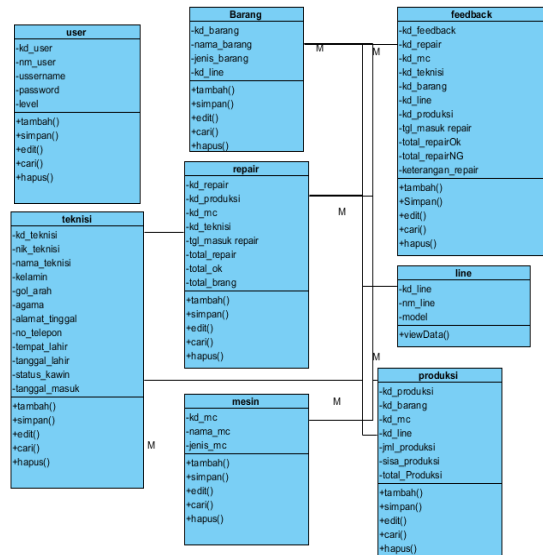 user
-kd_user
-nm_user
-ussername
-password
-level
+tambah()
+simpan()
+edit()
+cari()
+hapus()
Barang
-kd_barang
-nama_barang
-jenis_barang
-kd_line
+tambah()
+simpan()
+edit()
+cari()
+hapus()
M
M
feedback
-kd_feedback
-kd_repair
-kd_mc
-kd_teknisi
-kd_barang
-kd_line
-kd_produksi
-tgl_masuk repair
-total_repairOk
-total_repairNG
-keterangan_repair
+tambah()
+Simpan()
+edit()
+cari()
+hapus()
teknisi
-kd_teknisi
-nik_teknisi
-nama_teknisi
-kelamin
-gol_arah
-agama
-alamat_tinggal
-no_telepon
-tempat_lahir
-tanggal_lahir
-status_kawin
-tanggal_masuk
+tambah()
+simpan()
+edit()
+cari()
+hapus()
M
repair
-kd_repair
-kd_produksi
-kd_mc
-kd_teknisi
-tgl_masuk repair
-total_repair
-total_ok
-total_brang
+tambah()
+simpan()
+edit()
+cari()
+hapus()
M
line
-kd_line
-nm_line
-model
+viewData()
M
mesin
-kd_mc
-nama_mc
-jenis_mc
+tambah()
+simpan()
+edit()
+cari()
+hapus()
M
produksi
-kd_produksi
-kd_barang
-kd_mc
-kd_line
-jml_produksi
-sisa_produksi
-total_Produksi
+tambah()
+simpan()
+edit()
+cari()
+hapus()